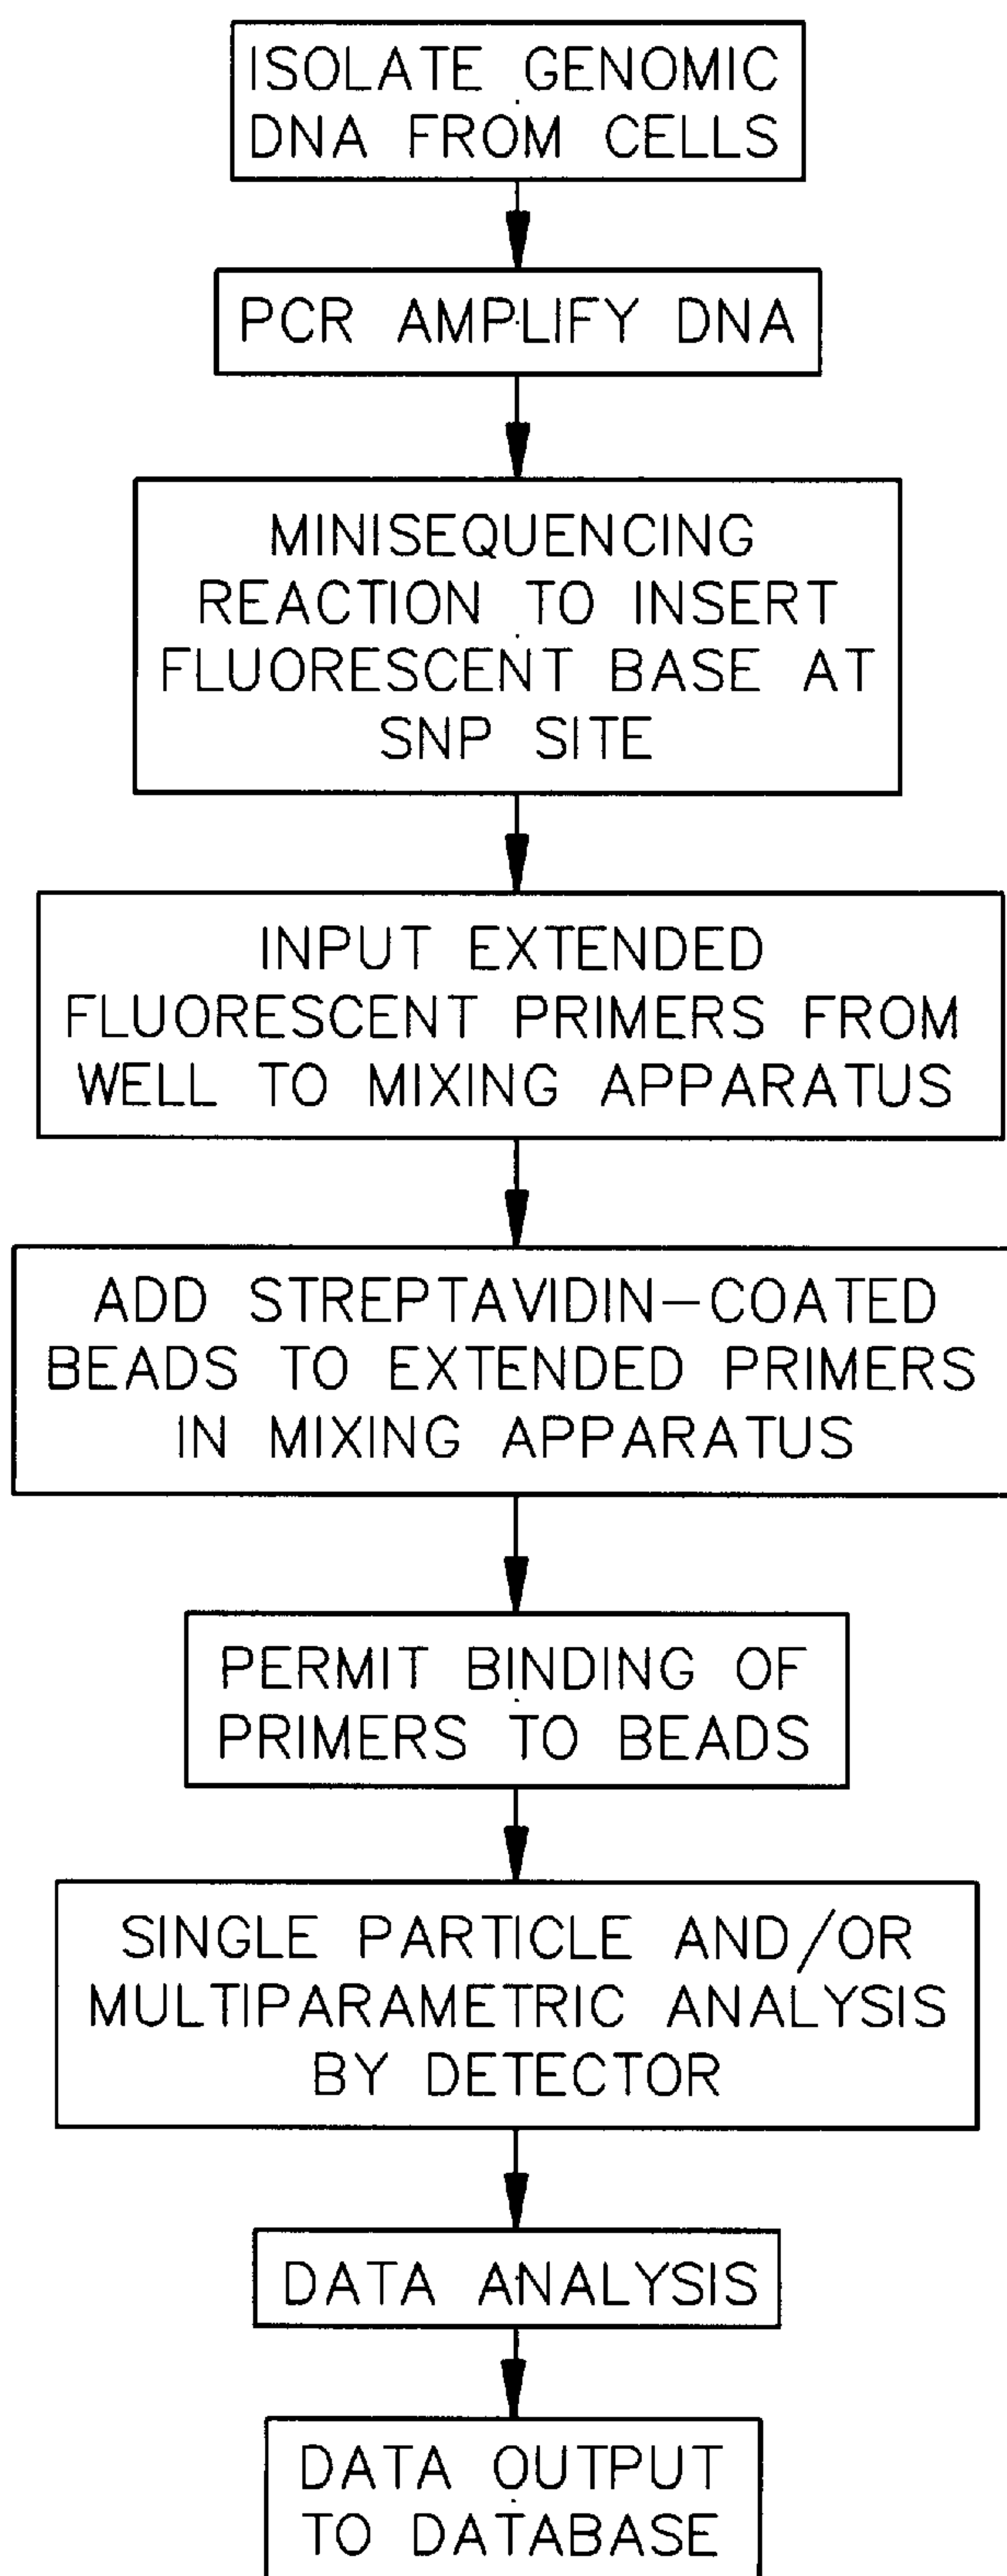 ISOLATE GENOMIC
DNA FROM CELLS
PCR AMPLIFY DNA
MINISEQUENCING
REACTION TO INSERT
FLUORESCENT BASE AT
SNP SITE
INPUT EXTENDED
FLUORESCENT PRIMERS FROM
WELL TO MIXING APPARATUS
ADD STREPTAVIDIN-COATED
BEADS TO EXTENDED PRIMERS
IN MIXING APPARATUS
PERMIT BINDING OF
PRIMERS TO BEADS
SINGLE PARTICLE AND/OR
MULTIPARAMETRIC ANALYSIS
BY DETECTOR
DATA ANALYSIS
DATA OUTPUT
TO DATABASE